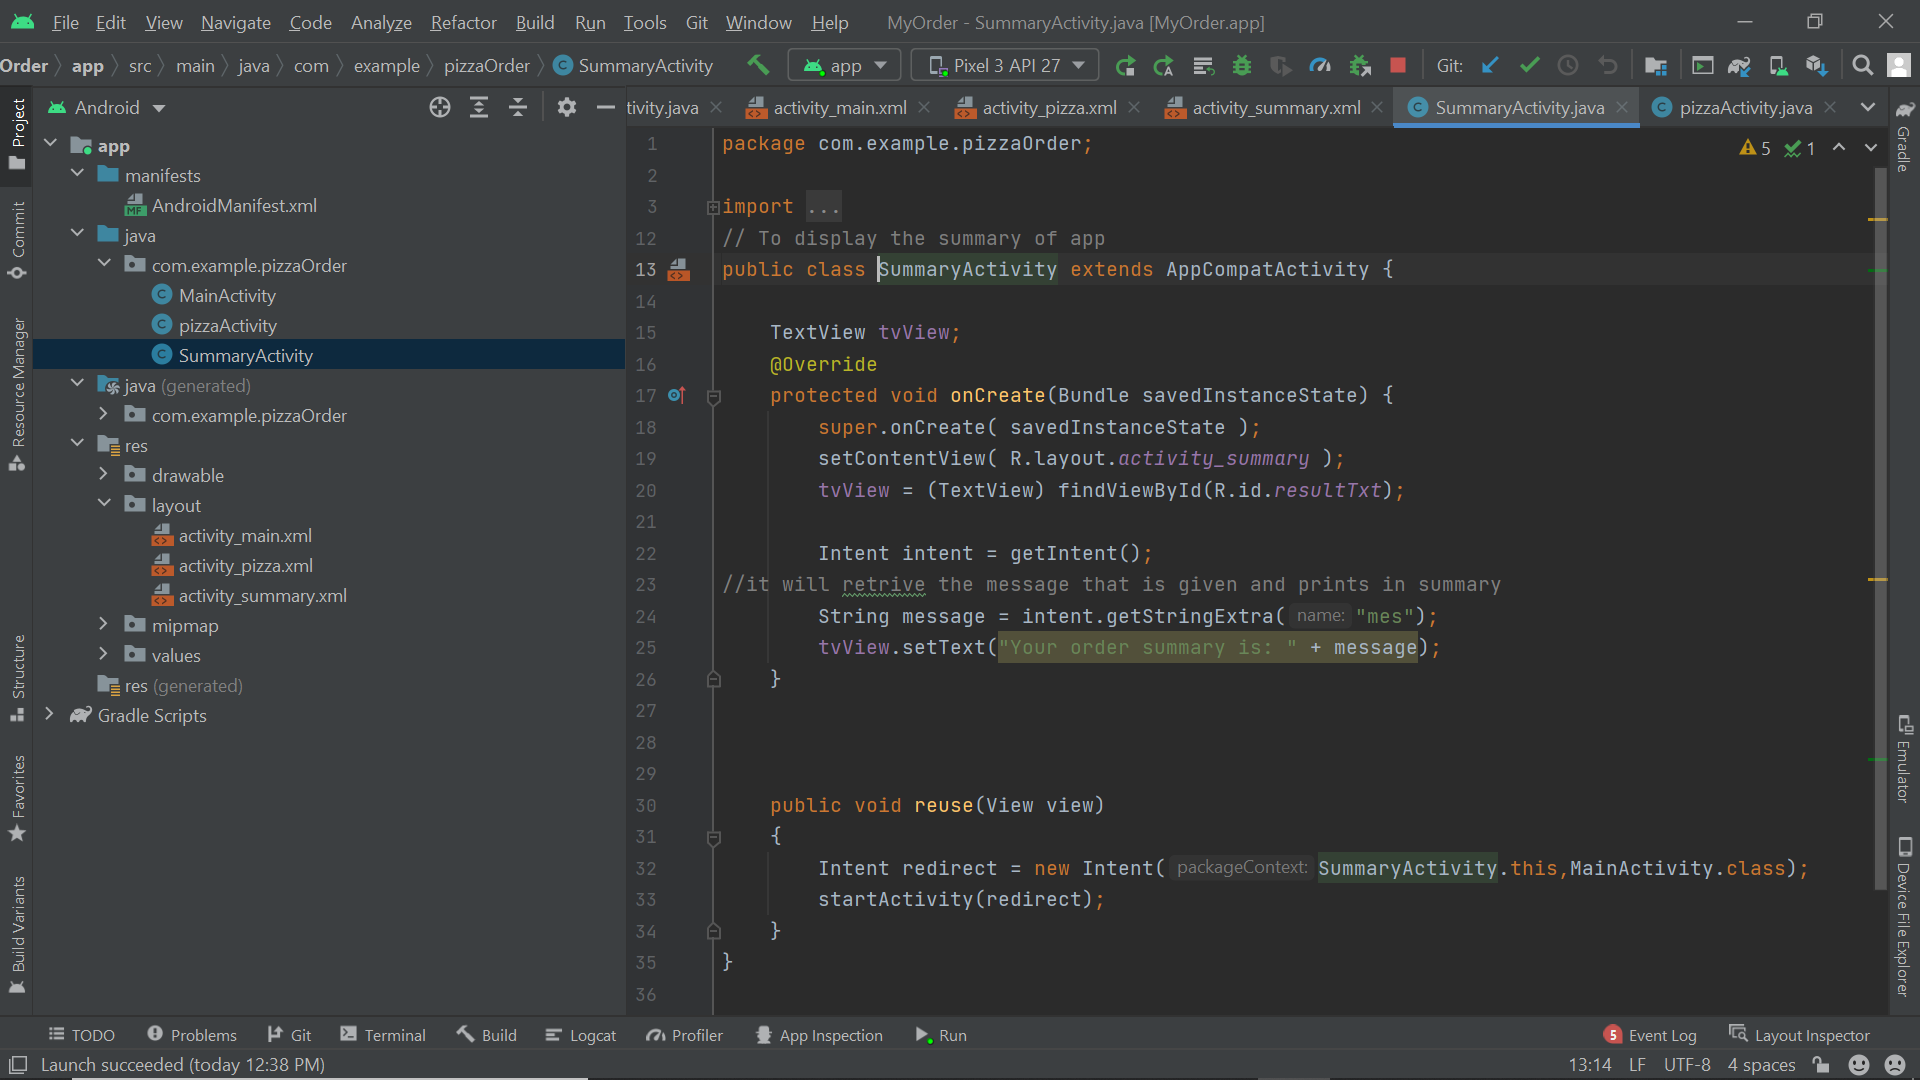 File Edit View Navigate Code Analyze Refactor Build Run Tools Git Window Help MyOrder - SummaryActivity.java [MyOrder.app]
Order app src main java com example pizzaOrder SummaryActivity app Pixel 3 API 27 Git:
Android
tivity.java activity_main.xml activity_pizza.xml activity_summary.xml SummaryActivity.java pizzaActivity.java
Project
Commit
Resource Manager
Structure
Favorites
Build Variants
app
manifests
AndroidManifest.xml
java
com.example.pizzaOrder
MainActivity
pizzaActivity
SummaryActivity
java (generated)
com.example.pizzaOrder
res
drawable
layout
activity_main.xml
activity_pizza.xml
activity_summary.xml
mipmap
values
res (generated)
Gradle Scripts
5 1
1 package com.example.pizzaOrder;
2
3 import ...
12 // To display the summary of app
13 public class SummaryActivity extends AppCompatActivity {
14
15 TextView tvView;
16 @Override
17 protected void onCreate(Bundle savedInstanceState) {
18 super.onCreate( savedInstanceState );
19 setContentView( R.layout.activity_summary );
20 tvView = (TextView) findViewById(R.id.resultTxt);
21
22 Intent intent = getIntent();
23 //it will retrive the message that is given and prints in summary
24 String message = intent.getStringExtra( name: "mes");
25 tvView.setText("Your order summary is: " + message);
26 }
27
28
29
30 public void reuse(View view)
31 {
32 Intent redirect = new Intent( packageContext: SummaryActivity.this,MainActivity.class);
33 startActivity(redirect);
34 }
35 }
36
Gradle
Emulator
Device File Explorer
TODO Problems Git Terminal Build Logcat Profiler App Inspection Run 5 Event Log Layout Inspector
Launch succeeded (today 12:38 PM) 13:14 LF UTF-8 4 spaces